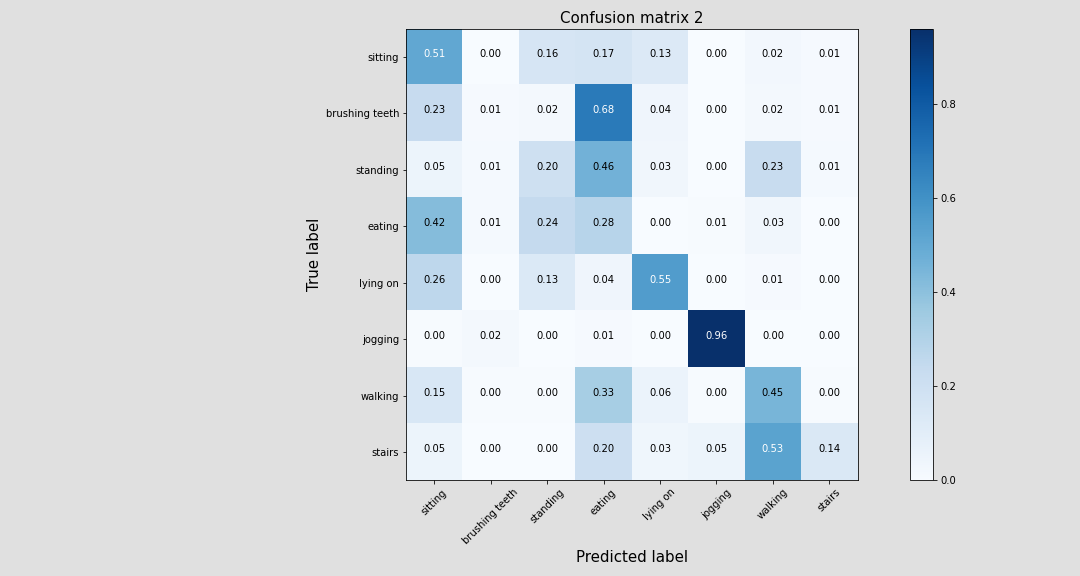 Confusion matrix 2
True label
sitting 0.51 0.00 0.16 0.17 0.13 0.00 0.02 0.01
brushing teeth 0.23 0.01 0.02 0.68 0.04 0.00 0.02 0.01
standing 0.05 0.01 0.20 0.46 0.03 0.00 0.23 0.01
eating 0.42 0.01 0.24 0.28 0.00 0.01 0.03 0.00
lying on 0.26 0.00 0.13 0.04 0.55 0.00 0.01 0.00
jogging 0.00 0.02 0.00 0.01 0.00 0.96 0.00 0.00
walking 0.15 0.00 0.00 0.33 0.06 0.00 0.45 0.00
stairs 0.05 0.00 0.00 0.20 0.03 0.05 0.53 0.14
sitting brushing teeth standing eating lying on jogging walking stairs
Predicted label
0.8
0.6
0.4
0.2
0.0